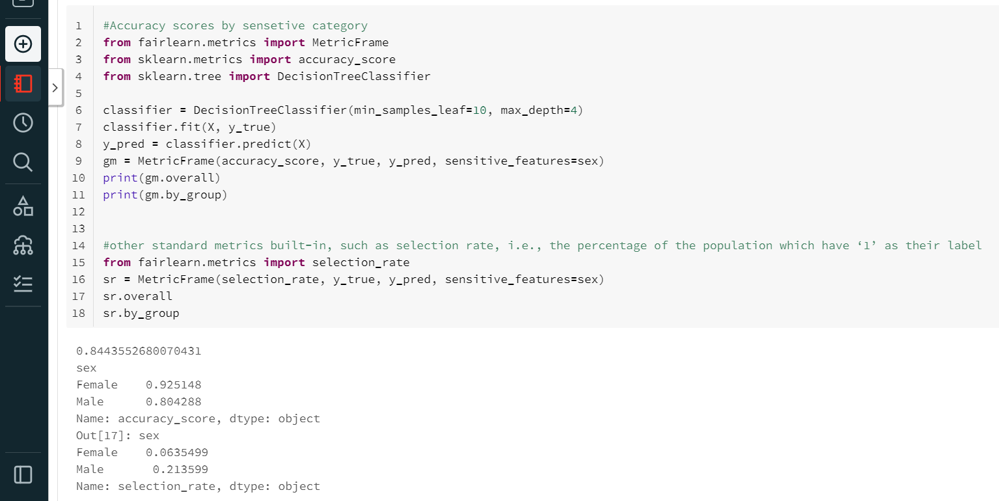 1 #Accuracy scores by sensetive category
2 from fairlearn.metrics import MetricFrame
3 from sklearn.metrics import accuracy_score
4 from sklearn.tree import DecisionTreeClassifier
5
6 classifier = DecisionTreeClassifier(min_samples_leaf=10, max_depth=4)
7 classifier.fit(X, y_true)
8 y_pred = classifier.predict(X)
9 gm = MetricFrame(accuracy_score, y_true, y_pred, sensitive_features=sex)
10 print(gm.overall)
11 print(gm.by_group)
12
13
14 #other standard metrics built-in, such as selection rate, i.e., the percentage of the population which have ‘1’ as their label
15 from fairlearn.metrics import selection_rate
16 sr = MetricFrame(selection_rate, y_true, y_pred, sensitive_features=sex)
17 sr.overall
18 sr.by_group
0.8443552680070431
sex
Female    0.925148
Male      0.804288
Name: accuracy_score, dtype: object
Out[17]: sex
Female    0.0635499
Male       0.213599
Name: selection_rate, dtype: object